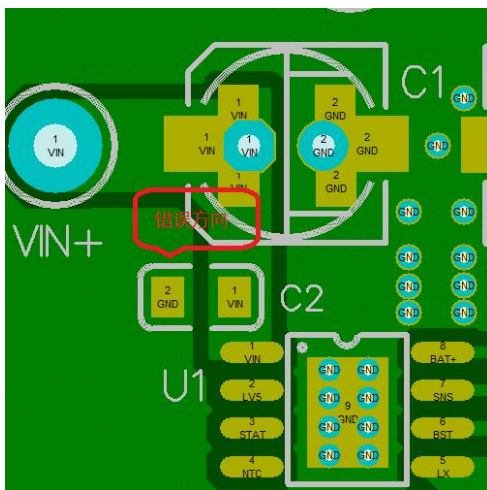 C1
GND
1
VIN
2
GND
1
VIN
1
VIN
1
VIN
2
GND
2
GND
GND
VIN
2
GND
错误方向
GND
GND
VIN+
GND
GND
GND
GND
2
GND
1
VIN
C2
GND
GND
U1
1
VIN
8
BAT+
GND
GND
2
LV5
7
SNS
GND
GND
9
GND
3
STAT
6
BST
GND
GND
4
NTC
5
LX
GND
GND